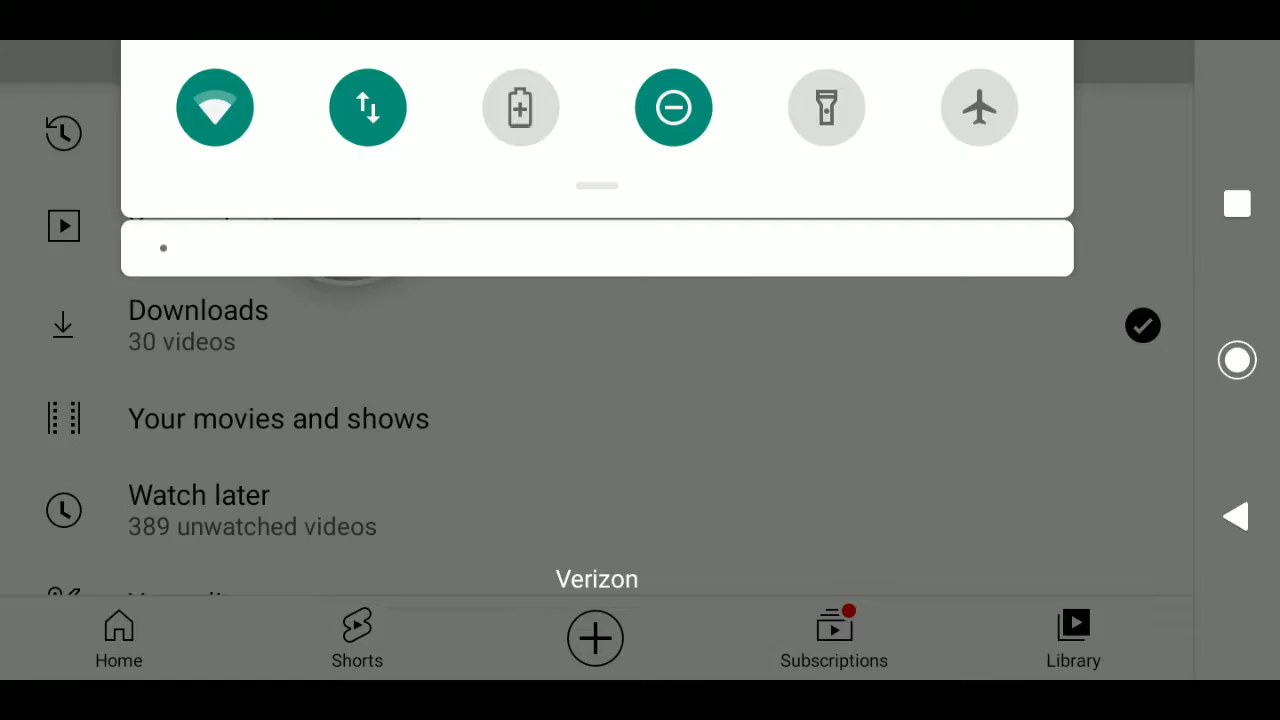 Downloads
30 videos
Your movies and shows
Watch later
389 unwatched videos
Verizon
Home
Shorts
Subscriptions
Library